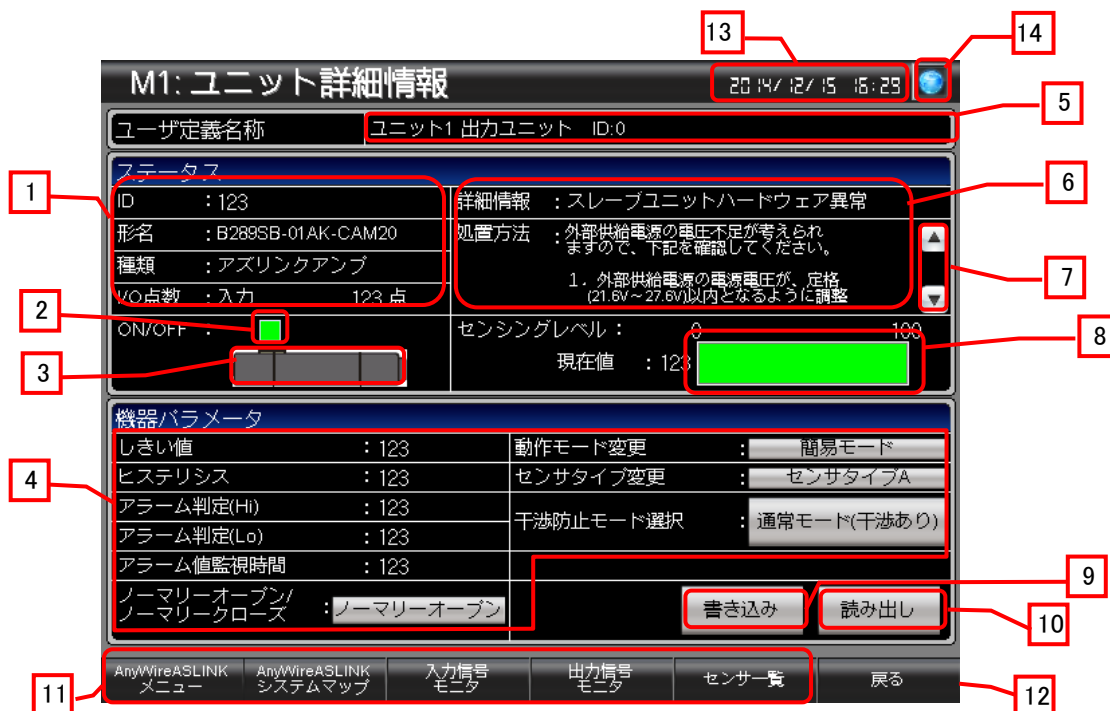 13
14
M1: ユニット詳細情報
2014/12/15 16:29
5
ユーザ定義名称
ユニット1 出力ユニット ID:0
ステータス
1
6
ID :123
詳細情報 :スレーブユニットハードウェア異常
形名 :B289SB-01AK-CAM20
処置方法 :外部供給電源の電圧不足が考えられ
ますので、下記を確認してください。
種類 :アズリンクアンプ
7
1．外部供給電源の電源電圧が、定格
(21.6V～27.6V)以内となるように調整
I/O点数 :入力 123 点
2
ON/OFF :
センシングレベル: 0 100
8
3
現在値 :123
機器パラメータ
4
しきい値 :123
動作モード変更 : 簡易モード
ヒステリシス :123
センサタイプ変更 : センサタイプA
アラーム判定(Hi) :123
干渉防止モード選択 : 通常モード(干渉あり)
アラーム判定(Lo) :123
アラーム値監視時間 :123
9
ノーマリーオープン/
ノーマリークローズ :ノーマリーオープン
書き込み
読み出し
10
11
AnyWireASLINK
メニュー
AnyWireASLINK
システムマップ
入力信号
モニタ
出力信号
モニタ
センサ一覧
戻る
12